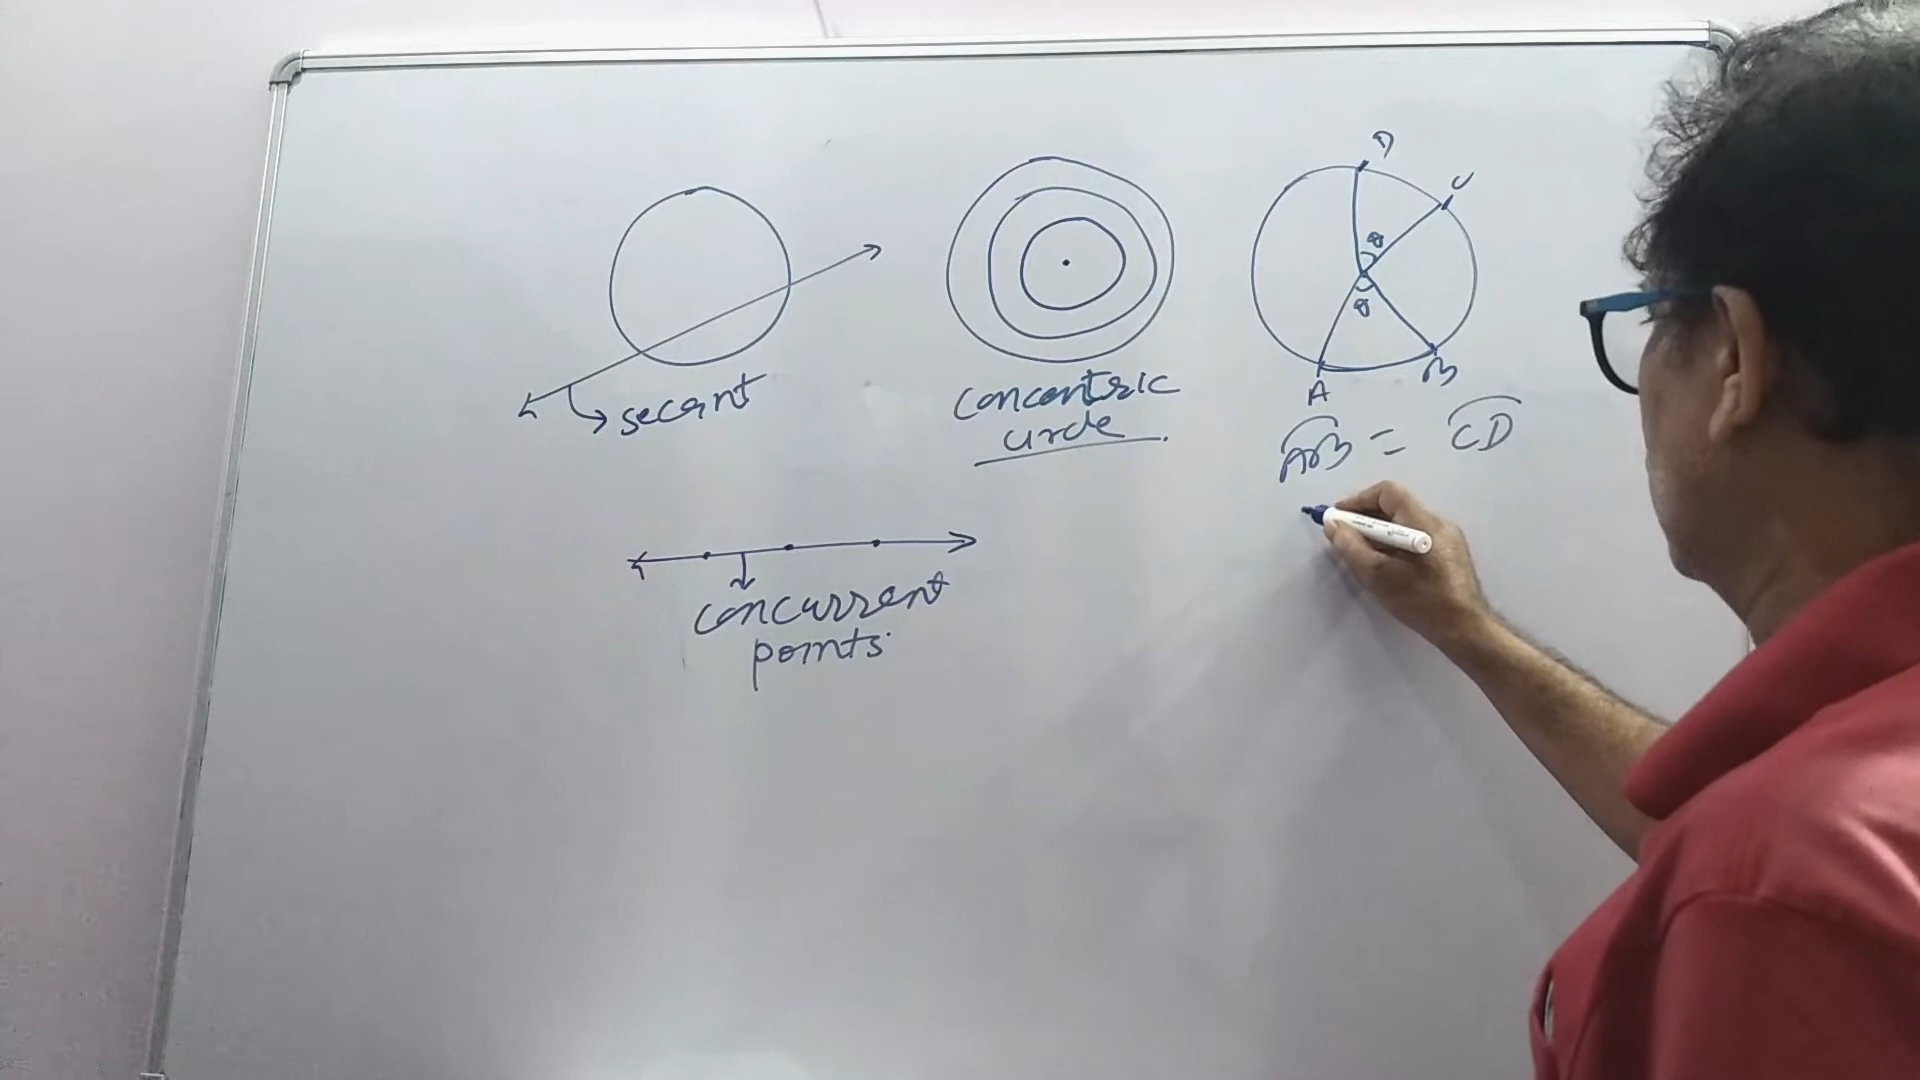 D
C
θ
θ
secant
concentric
circle
A
B
AB = CD
concurrent
points